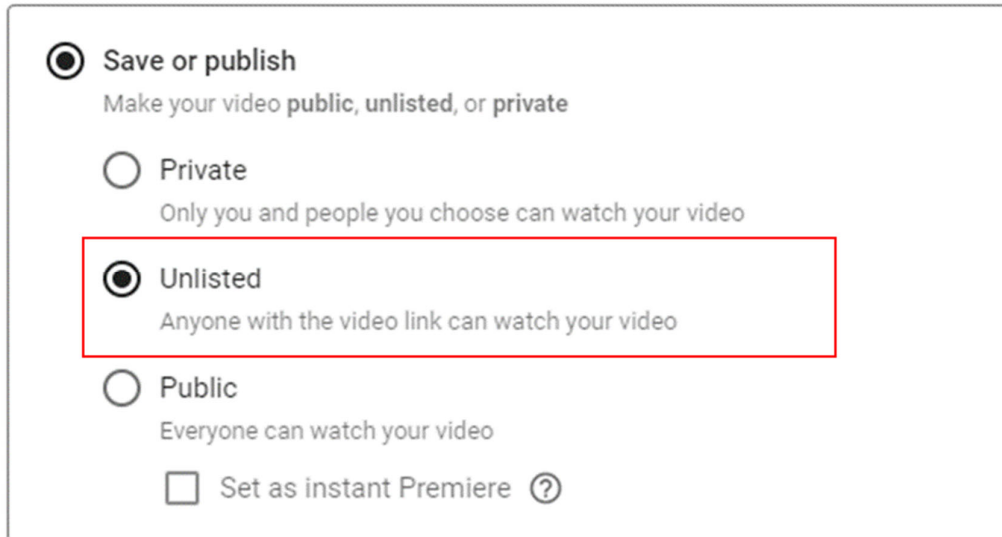 Save or publish
Make your video public, unlisted, or private
Private
Only you and people you choose can watch your video
Unlisted
Anyone with the video link can watch your video
Public
Everyone can watch your video
Set as instant Premiere ?